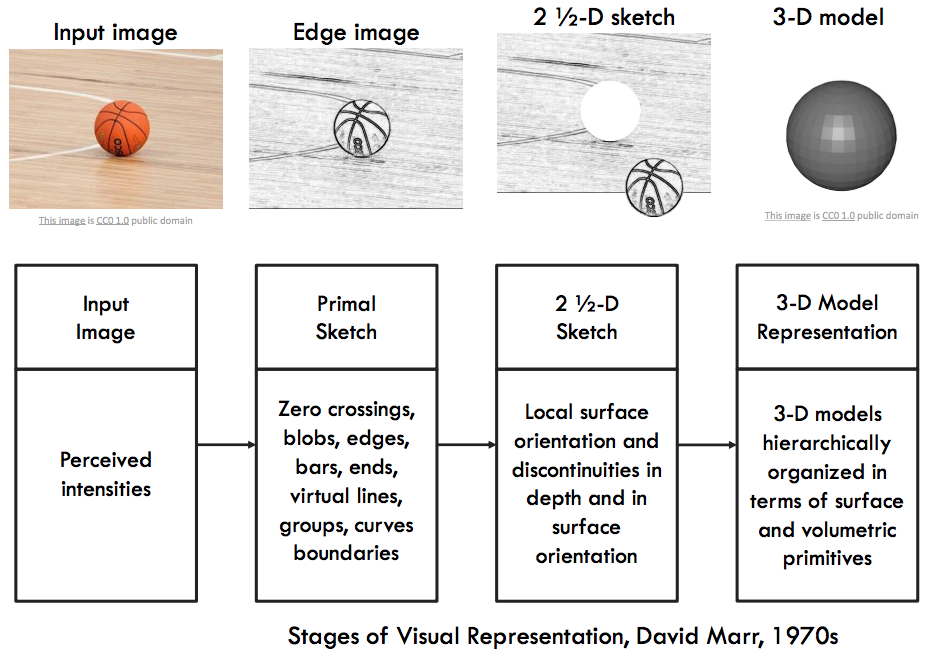 Input image
Edge image
2 ½-D sketch
3-D model
This image is CC0 1.0 public domain
This image is CC0 1.0 public domain
Input
Image
Primal
Sketch
2 ½-D
Sketch
3-D Model
Representation
Perceived
intensities
Zero crossings,
blobs, edges,
bars, ends,
virtual lines,
groups, curves
boundaries
Local surface
orientation and
discontinuities in
depth and in
surface
orientation
3-D models
hierarchically
organized in
terms of surface
and volumetric
primitives
Stages of Visual Representation, David Marr, 1970s